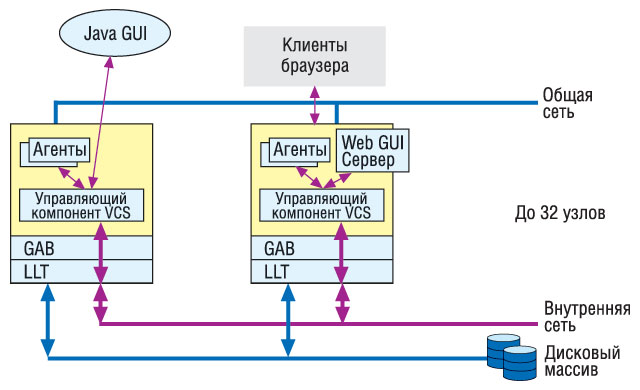 Java GUI
Клиенты
браузера
Общая
сеть
Агенты
Управляющий
компонент VCS
GAB
LLT
Агенты
Web GUI
Сервер
Управляющий
компонент VCS
GAB
LLT
До 32 узлов
Внутренняя
сеть
Дисковый
массив